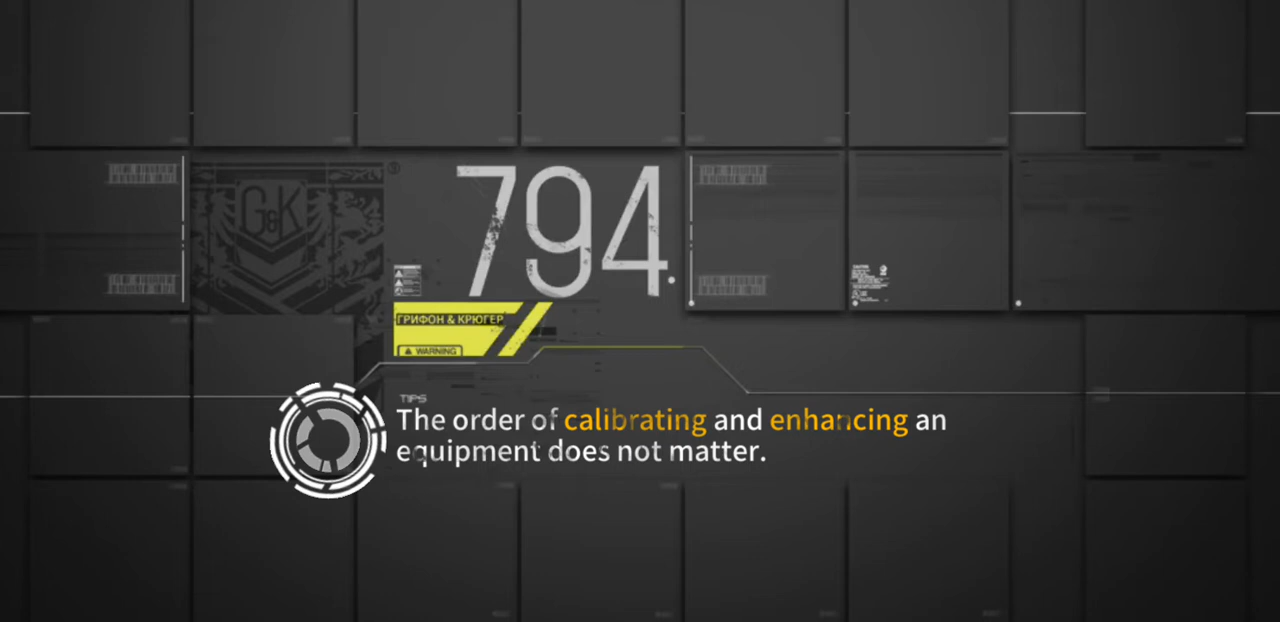 G&K
794.
ГРИФОН & КРЮГЕР
WARNING
TIPS
The order of calibrating and enhancing an
equipment does not matter.